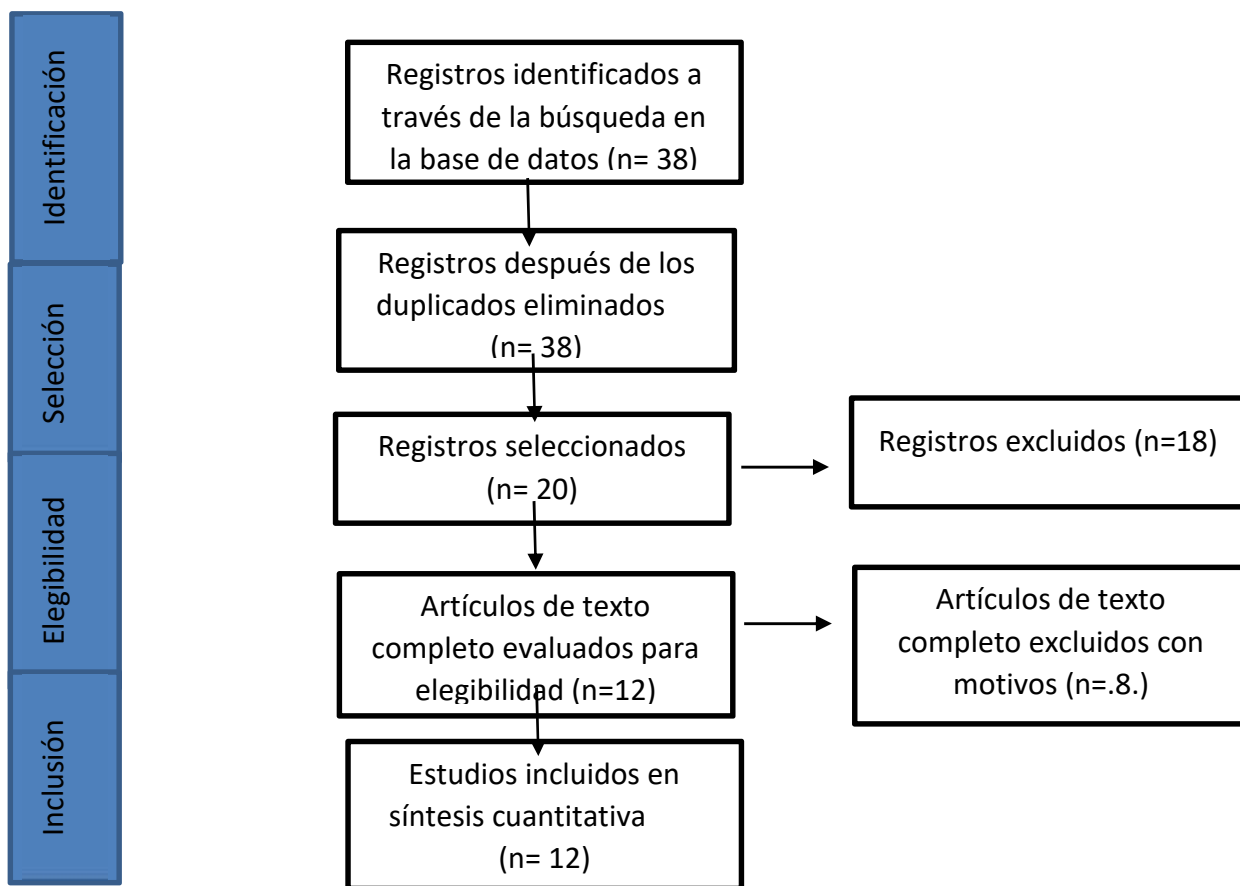 Identificación
Selección
Elegibilidad
Inclusión
Registros identificados a
través de la búsqueda en
la base de datos (n= 38)
Registros después de los
duplicados eliminados
(n= 38)
Registros seleccionados
(n= 20)
Registros excluidos (n=18)
Artículos de texto
completo evaluados para
elegibilidad (n=12)
Artículos de texto
completo excluidos con
motivos (n=.8.)
Estudios incluidos en
síntesis cuantitativa
(n= 12)